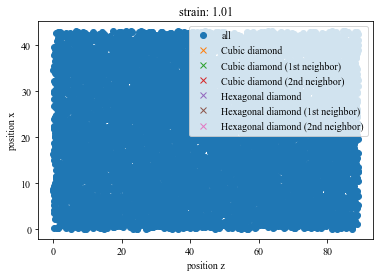 strain: 1.01
all
Cubic diamond
Cubic diamond (1st neighbor)
Cubic diamond (2nd neighbor)
Hexagonal diamond
Hexagonal diamond (1st neighbor)
Hexagonal diamond (2nd neighbor)
position x
40
30
20
10
0
0 20 40 60 80
position z